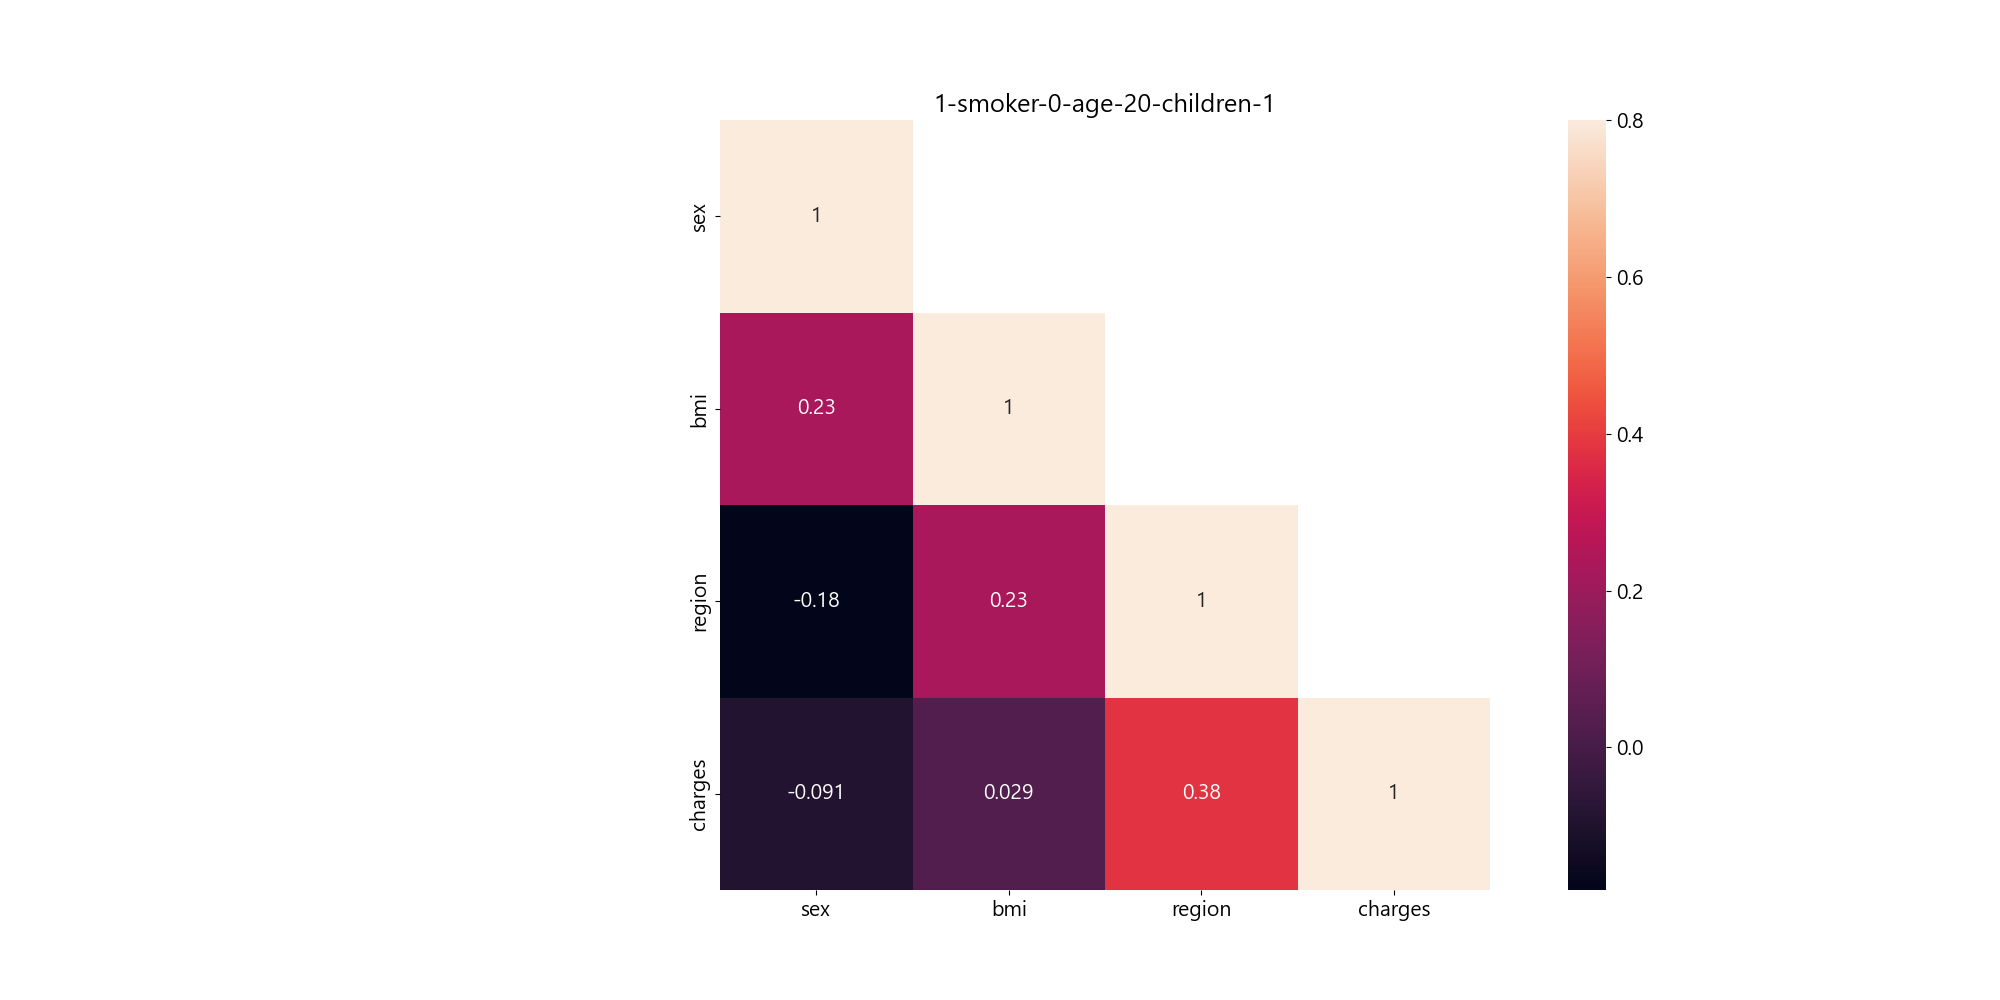 1-smoker-0-age-20-children-1
sex
1
bmi
0.23 1
region
-0.18 0.23 1
charges
-0.091 0.029 0.38 1
sex bmi region charges
0.8
0.6
0.4
0.2
0.0